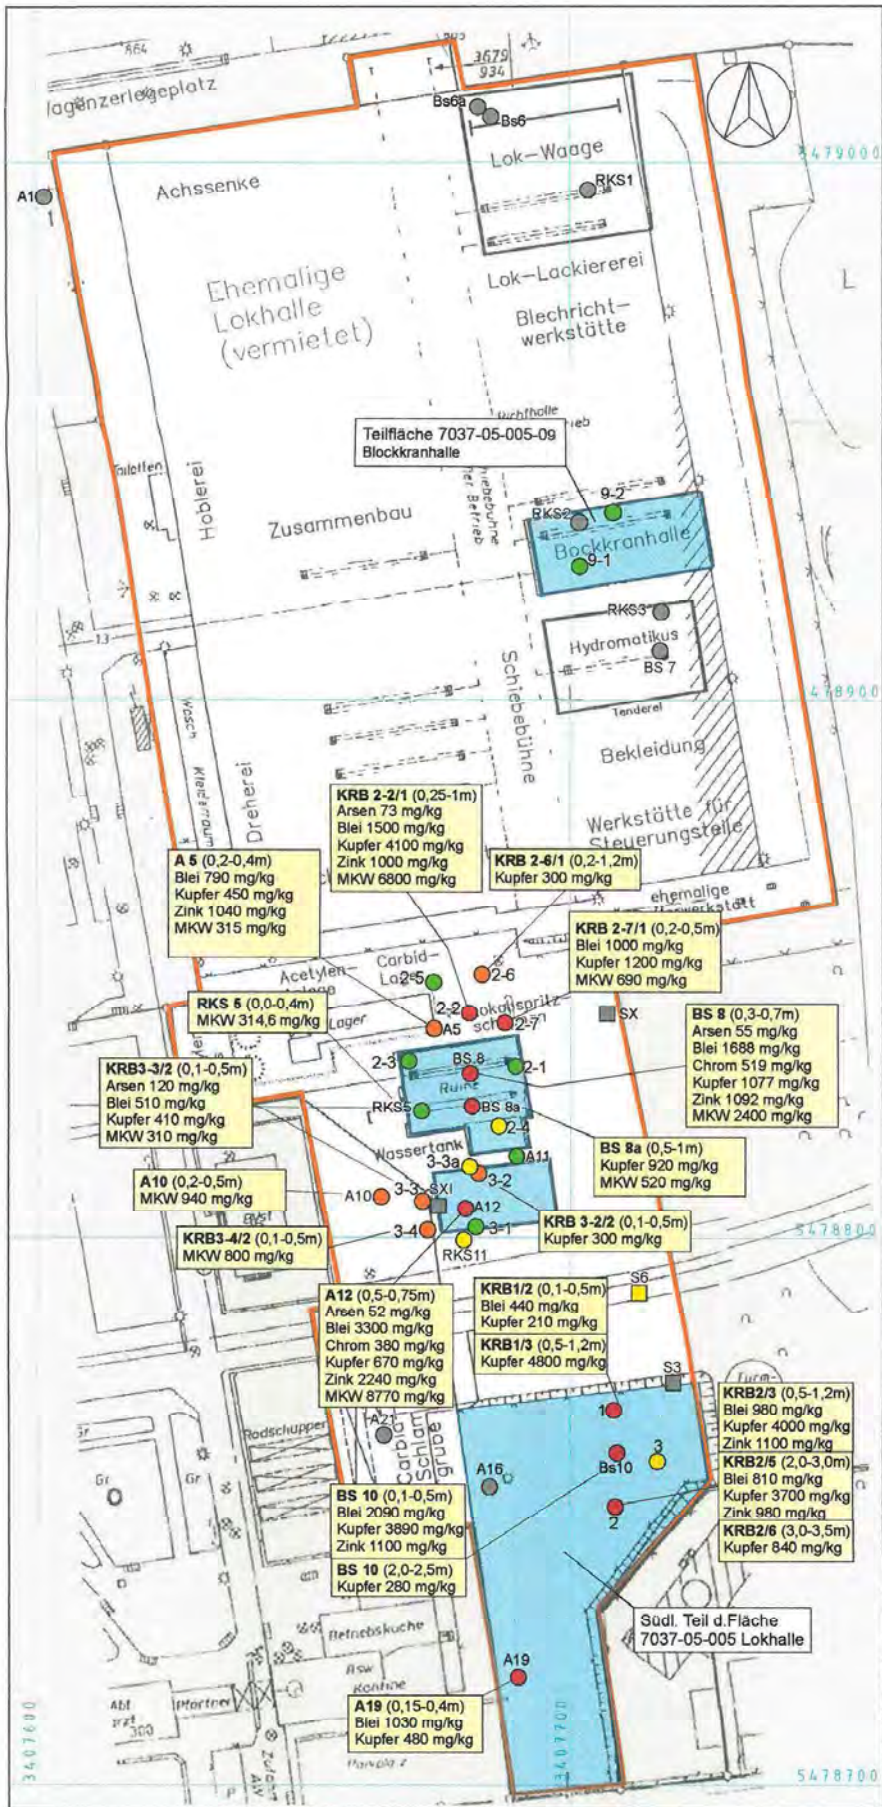 864
lagenzerlegeplatz
3679
934
Bs6a
Bs6
Lok-Waage
3479000
A1
1
Achssenke
RKS1
Ehemalige
Lokhalle
(vermietet)
Lok-Lackiererei
L
Blechricht-
werkstätte
Teilfläche 7037-05-005-09
Blockkranhalle
Hoblerei
Zusammenbau
9-2
RKS2
Bockkranhalle
9-1
13
RKS3
Hydromatikus
BS 7
Schiebebühne
5478900
Tenderei
Bekleidung
Wasch
Kleiderraum
Dreherei
Werkstätte für
Steuerungsteile
KRB 2-2/1 (0,25-1m)
Arsen 73 mg/kg
Blei 1500 mg/kg
Kupfer 4100 mg/kg
Zink 1000 mg/kg
MKW 6800 mg/kg
A 5 (0,2-0,4m)
Blei 790 mg/kg
Kupfer 450 mg/kg
Zink 1040 mg/kg
MKW 315 mg/kg
KRB 2-6/1 (0,2-1,2m)
Kupfer 300 mg/kg
ehemalige
KRB 2-7/1 (0,2-0,5m)
Blei 1000 mg/kg
Kupfer 1200 mg/kg
MKW 690 mg/kg
Acetylen-
Carbid-
2-5
2-6
RKS 5 (0,0-0,4m)
MKW 314,6 mg/kg
Lager
A5
2-2
2-7
SX
BS 8 (0,3-0,7m)
Arsen 55 mg/kg
Blei 1688 mg/kg
Chrom 519 mg/kg
Kupfer 1077 mg/kg
Zink 1092 mg/kg
MKW 2400 mg/kg
KRB3-3/2 (0,1-0,5m)
Arsen 120 mg/kg
Blei 510 mg/kg
Kupfer 410 mg/kg
MKW 310 mg/kg
2-3
BS.8
2-1
RKS5
BS 8a
2-4
Wassertank
A11
BS 8a (0,5-1m)
Kupfer 920 mg/kg
MKW 520 mg/kg
A10 (0,2-0,5m)
MKW 940 mg/kg
3-3a
3-2
A10
3-3
SXI
A12
KRB 3-2/2 (0,1-0,5m)
Kupfer 300 mg/kg
KRB3-4/2 (0,1-0,5m)
MKW 800 mg/kg
3-4
3-1
RKS11
5478800
A12 (0,5-0,75m)
Arsen 52 mg/kg
Blei 3300 mg/kg
Chrom 380 mg/kg
Kupfer 670 mg/kg
Zink 2240 mg/kg
MKW 8770 mg/kg
KRB1/2 (0,1-0,5m)
Blei 440 mg/kg
Kupfer 210 mg/kg
KRB1/3 (0,5-1,2m)
Kupfer 4800 mg/kg
S6
S3
Turm-
KRB2/3 (0,5-1,2m)
Blei 980 mg/kg
Kupfer 4000 mg/kg
Zink 1100 mg/kg
KRB2/5 (2,0-3,0m)
Blei 810 mg/kg
Kupfer 3700 mg/kg
Zink 980 mg/kg
KRB2/6 (3,0-3,5m)
Kupfer 840 mg/kg
Radschupper
A21
Carbid
Schlam
grube
1
Bs10
3
A16
2
Gr
Gr
Gr
BS 10 (0,1-0,5m)
Blei 2090 mg/kg
Kupfer 3890 mg/kg
Zink 1100 mg/kg
BS 10 (2,0-2,5m)
Kupfer 280 mg/kg
Südl. Teil d.Fläche
7037-05-005 Lokhalle
Betriebsküche
Kantine
A19
A19 (0,15-0,4m)
Blei 1030 mg/kg
Kupfer 480 mg/kg
Abt
300
Pförtner
P
3407600
3407700
5478700